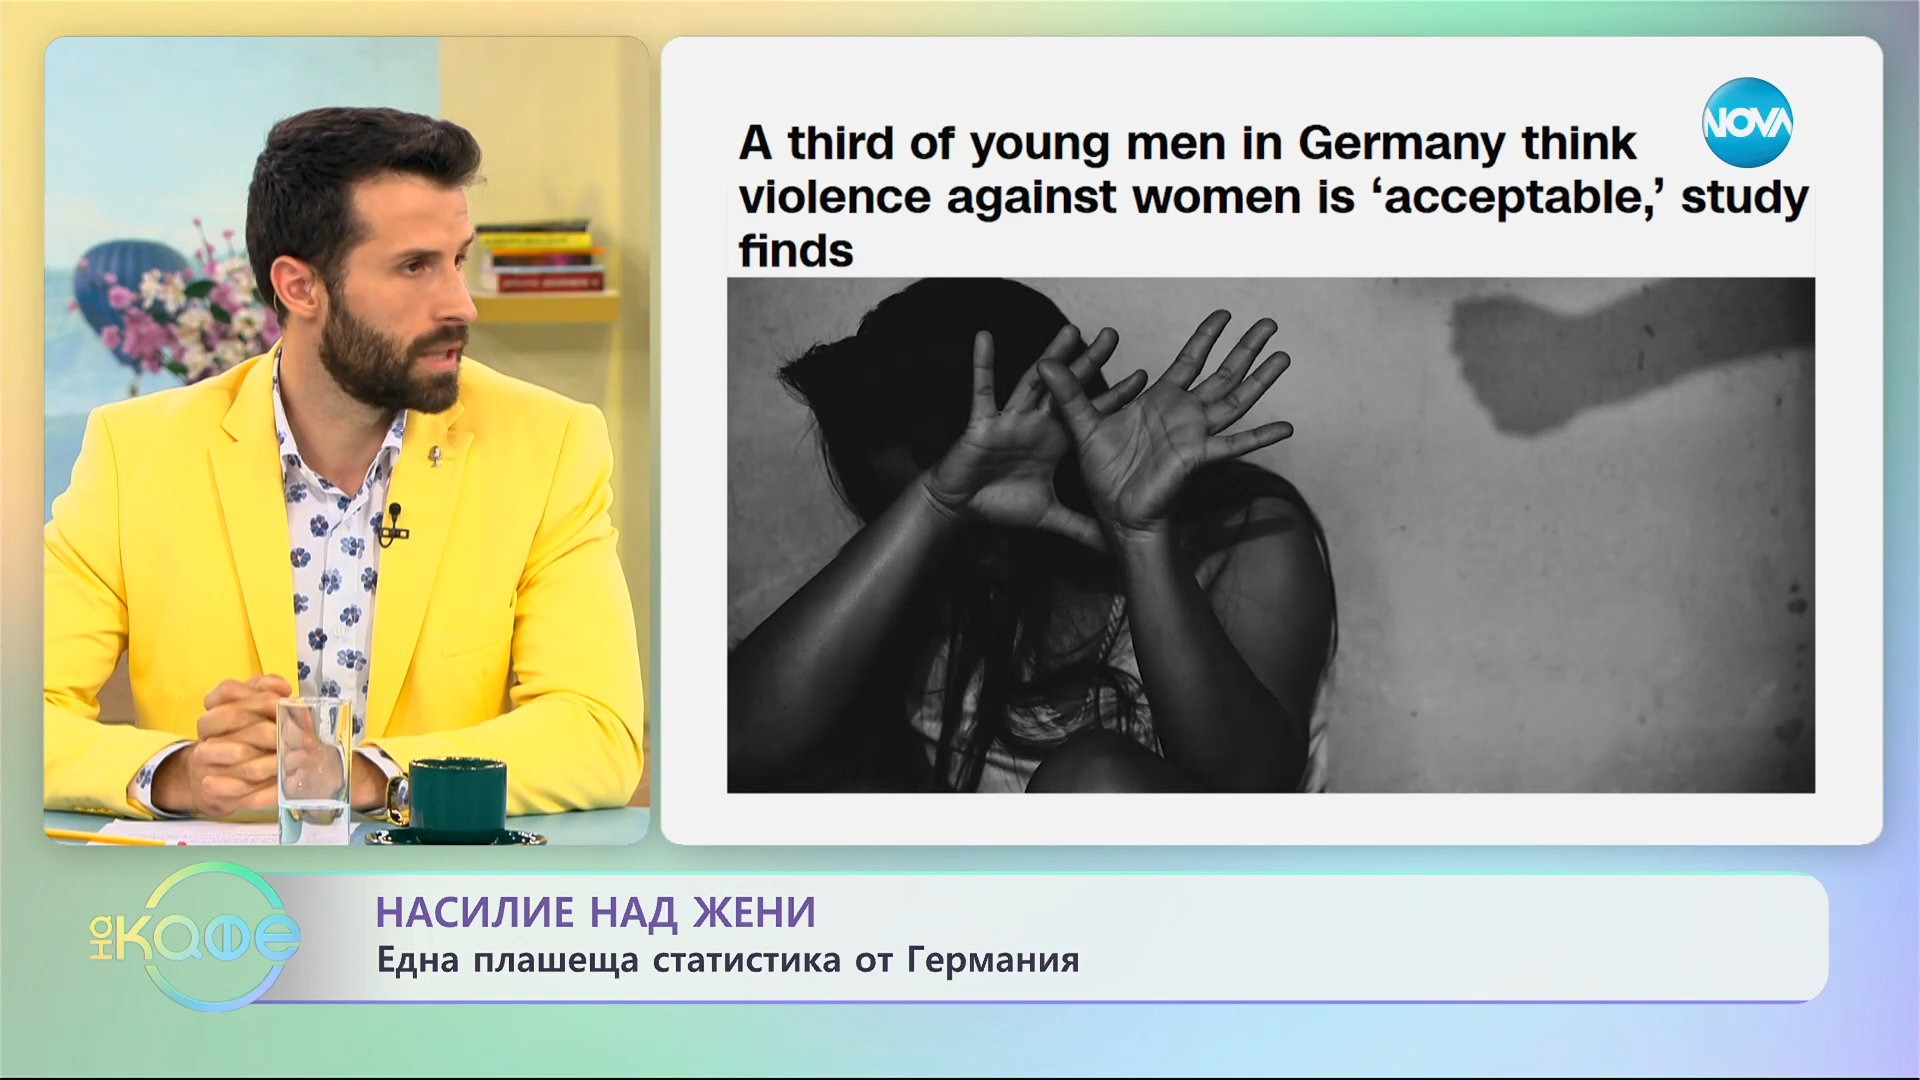 NOVA
A third of young men in Germany think
violence against women is ‘acceptable,’ study
finds
на кафе
НАСИЛИЕ НАД ЖЕНИ
Една плашеща статистика от Германия